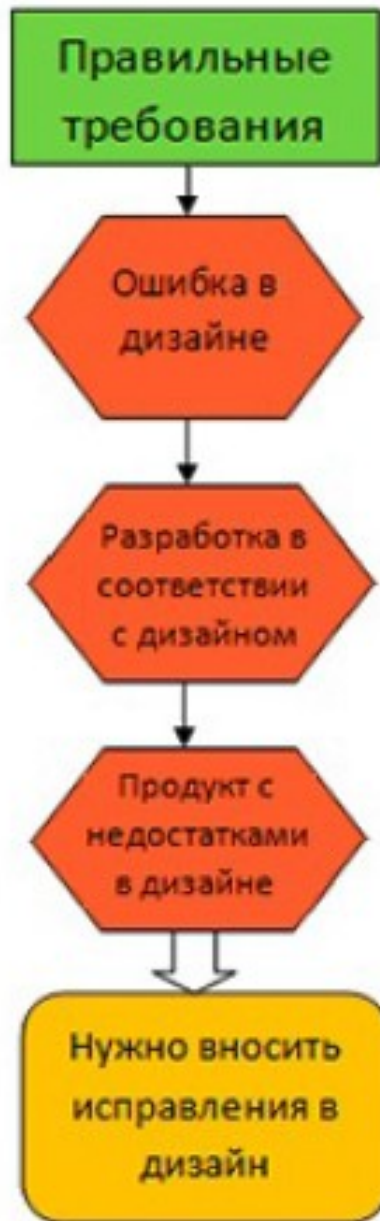 Правильные
требования
Ошибка в
дизайне
Разработка в
соответствии
с дизайном
Продукт с
недостатками
в дизайне
Нужно вносить
исправления в
дизайн